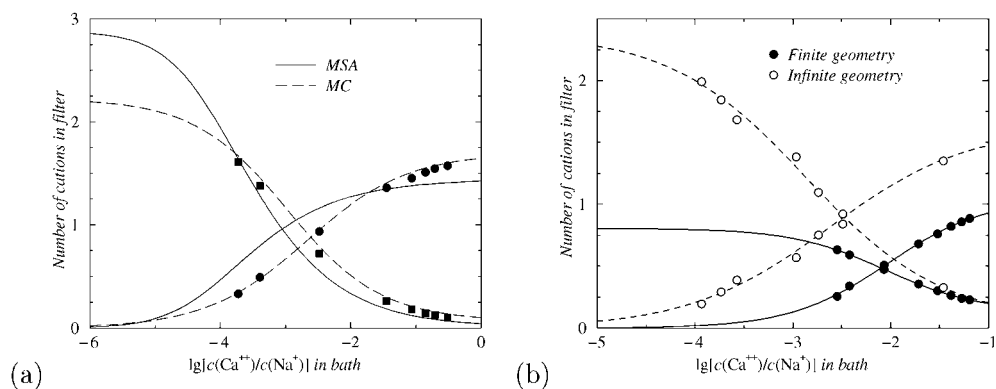 3
2
1
0
−6
−4
−2
0
Number of cations in filter
lg[c(Ca⁺⁺)/c(Na⁺)] in bath
MSA
MC
(a)
2
1
0
−5
−4
−3
−2
−1
Number of cations in filter
lg[c(Ca⁺⁺)/c(Na⁺)] in bath
Finite geometry
Infinite geometry
(b)